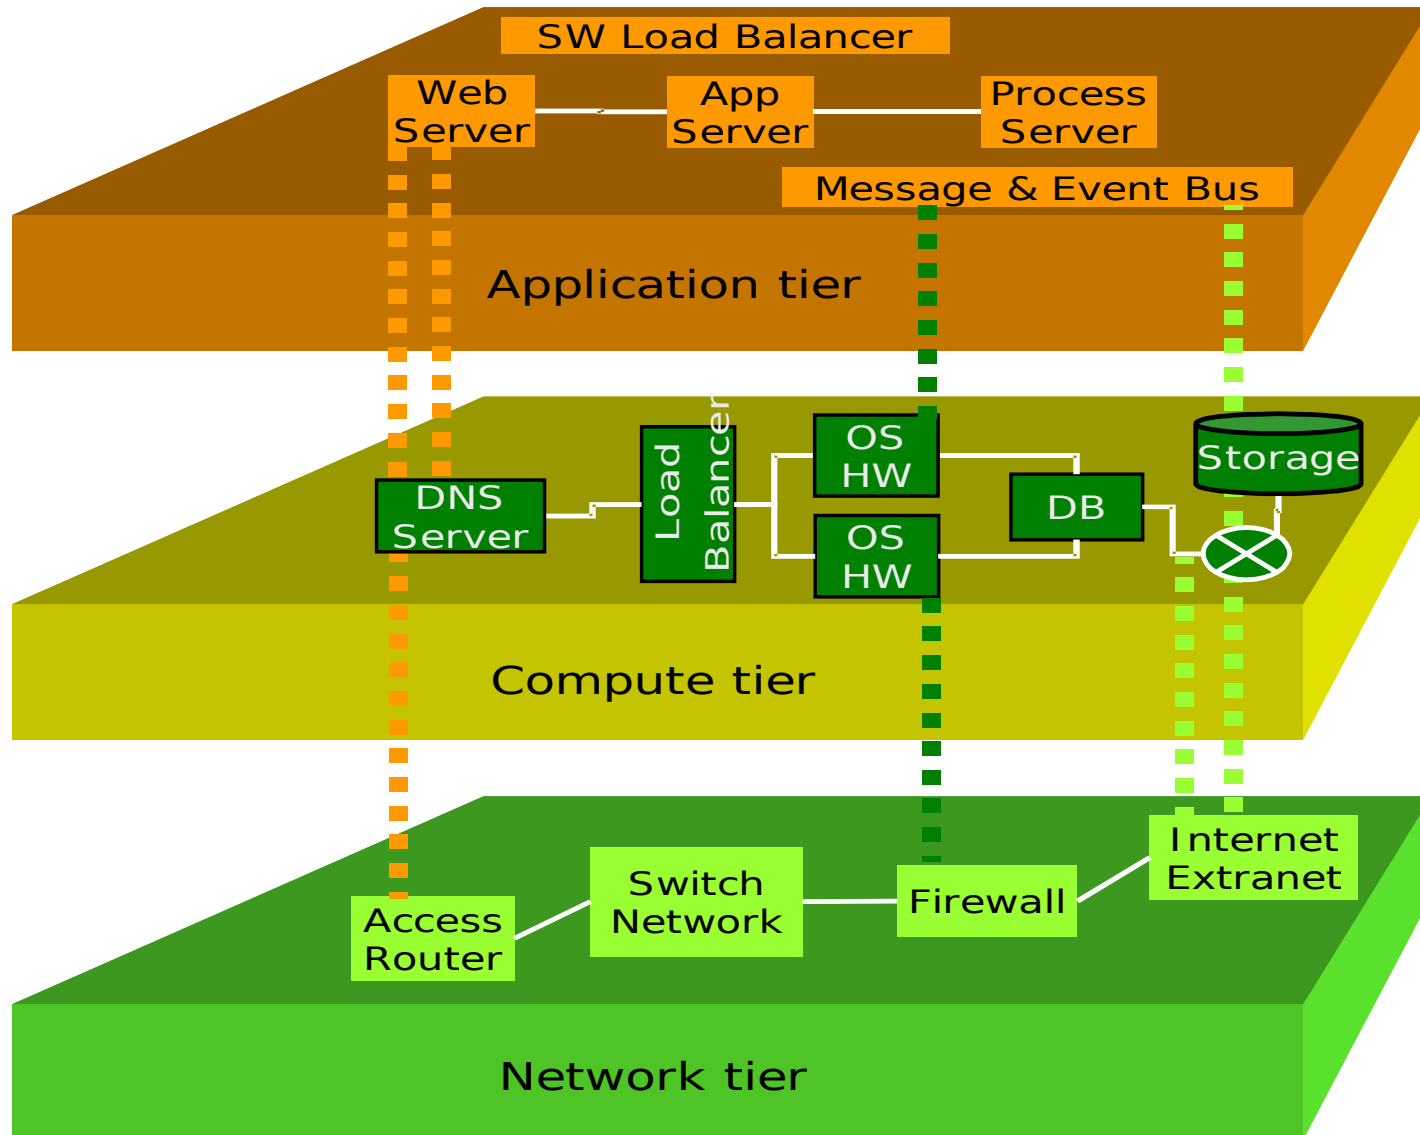 SW Load Balancer
Web
Server
App
Server
Process
Server
Message & Event Bus
Application tier
DNS
Server
Load
Balancer
OS
HW
OS
HW
DB
Storage
Compute tier
Access
Router
Switch
Network
Firewall
Internet
Extranet
Network tier